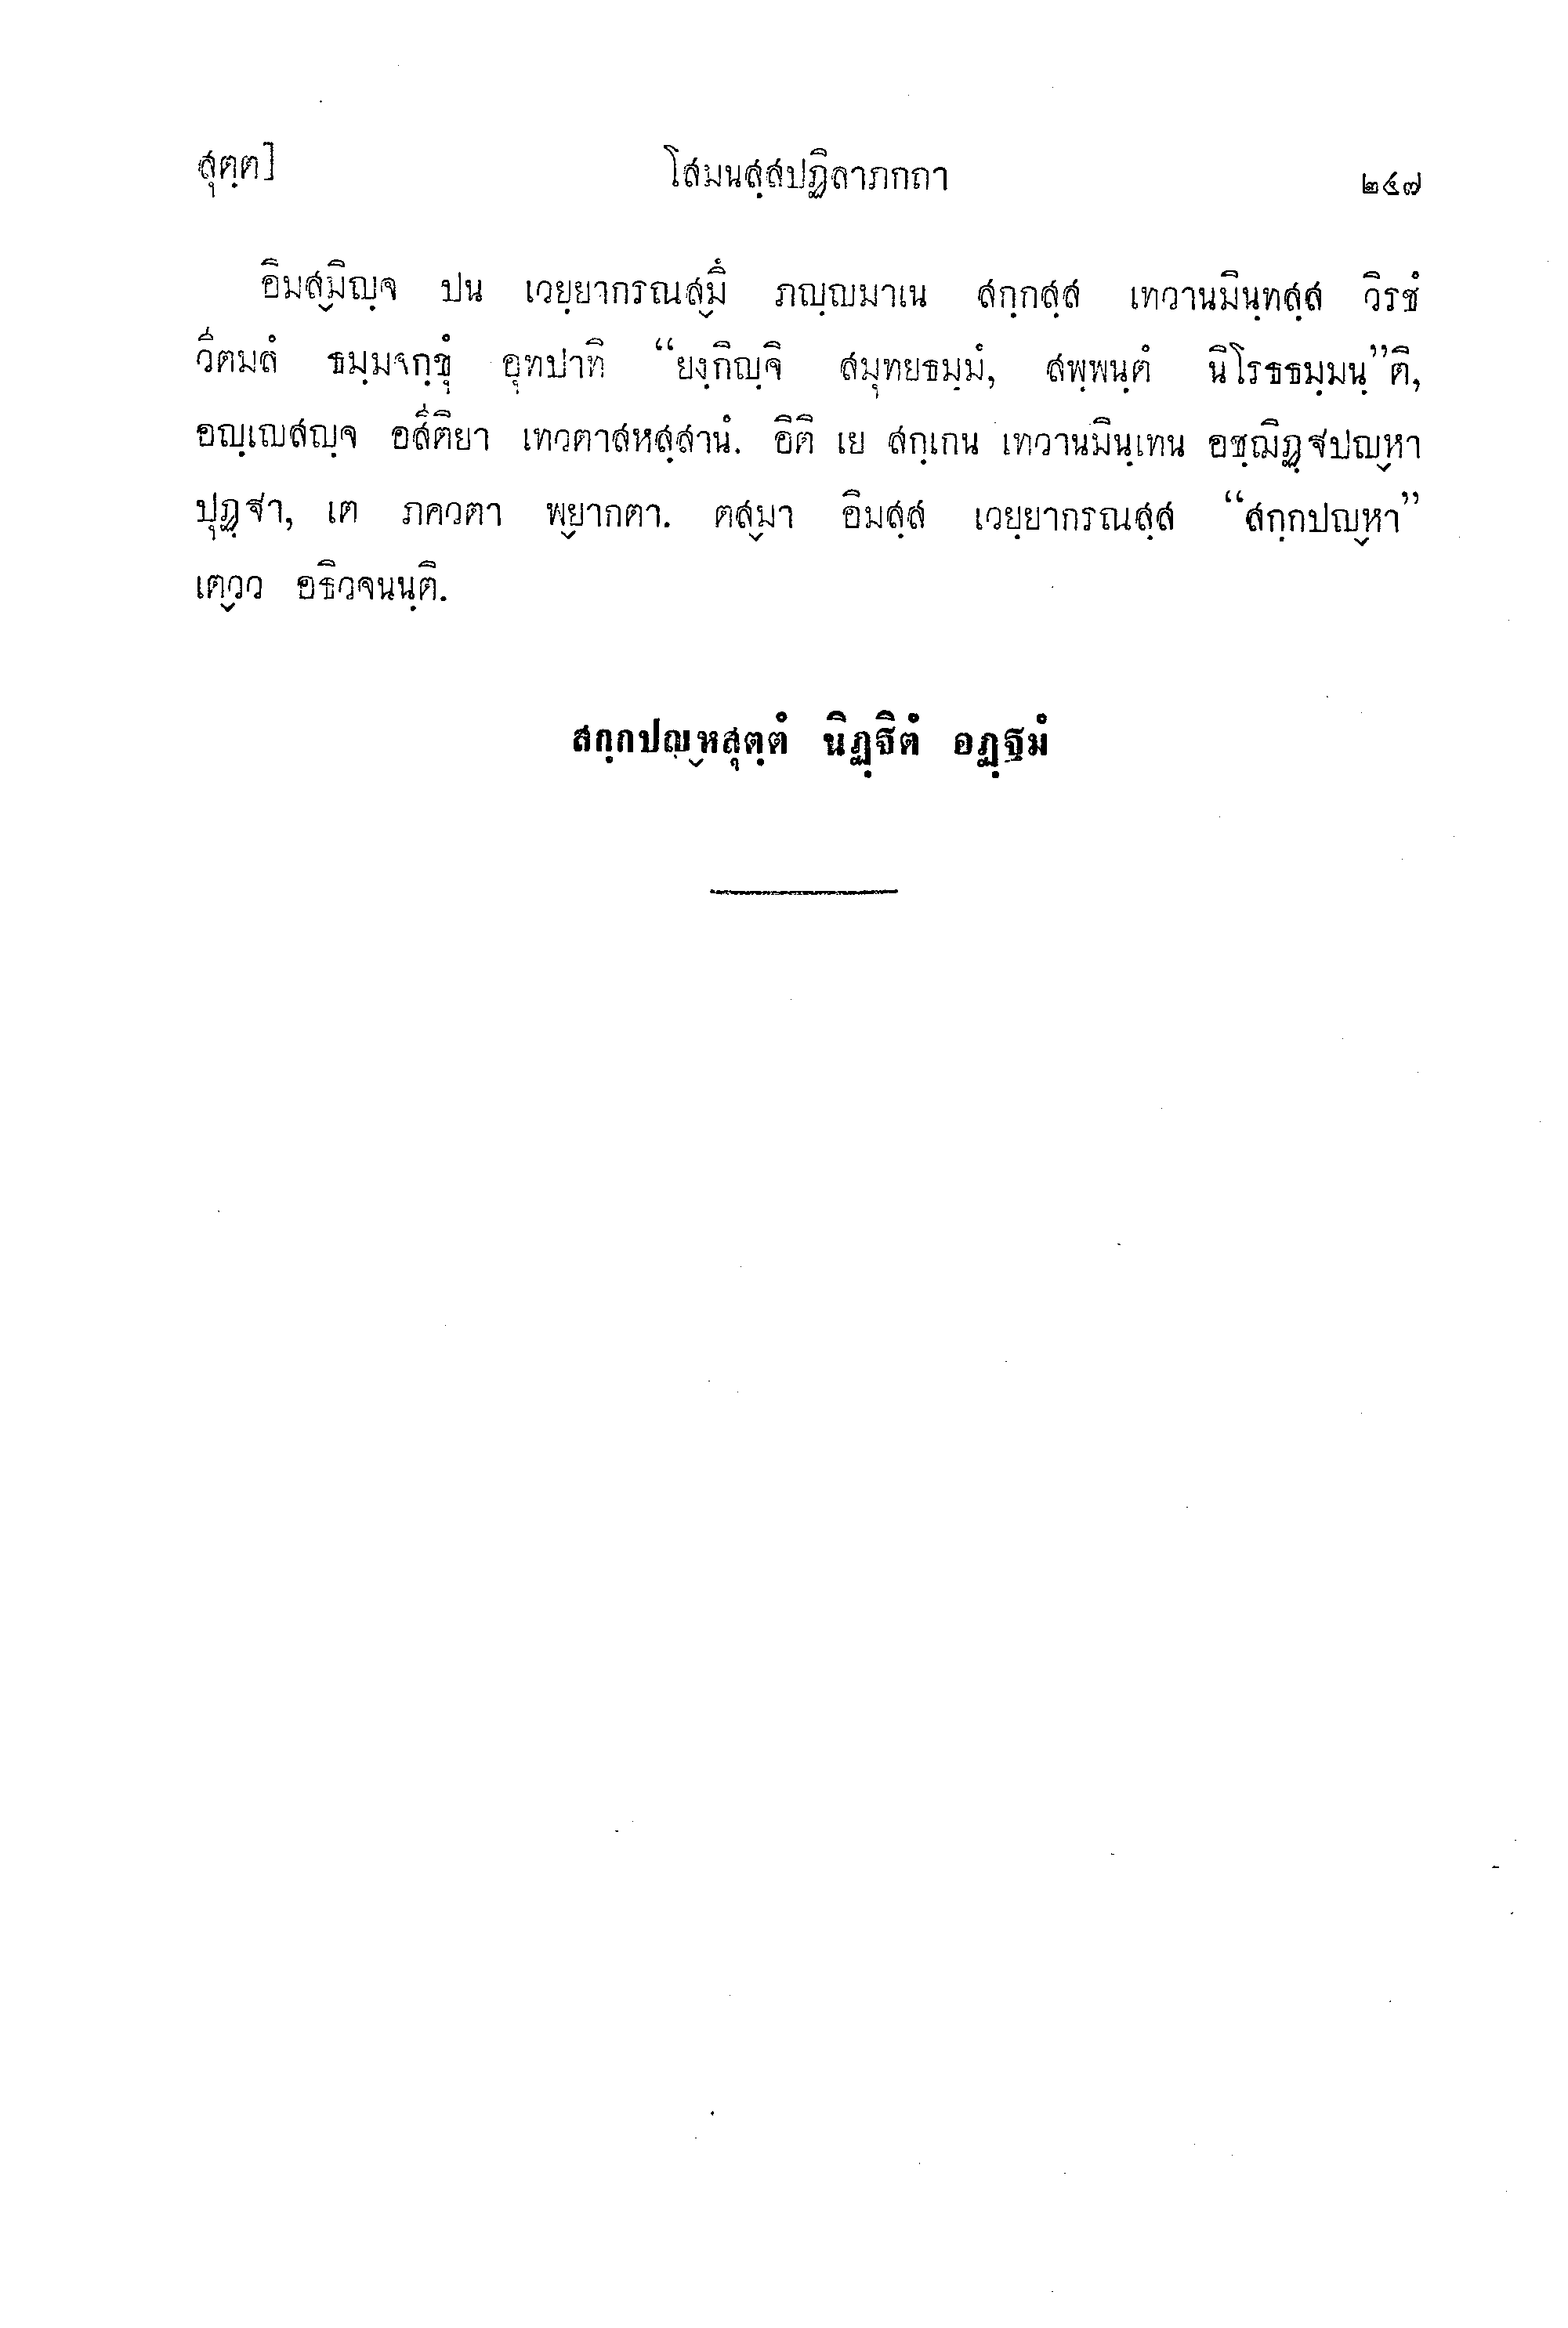 สุตฺต] โสมนสฺสปฏิลาภกถา ๒๔๗
อิมสฺมิญฺจ ปน เวยฺยากรณสฺมึ ภญฺญมาเน สกฺกสฺส เทวานมินฺทสฺส วิรชํ
วีตมลํ ธมฺมจกฺขุํ อุทปาทิ “ยงฺกิญฺจิ สมุทยธมฺมํ, สพฺพนฺตํ นิโรธธมฺมนฺ”ติ,
อญฺเญสญฺจ อสีติยา เทวตาสหสฺสานํ. อิติ เย สกฺเกน เทวานมินฺเทน อชฺฌิฏฺฐปญฺหา
ปุฏฺฐา, เต ภควตา พฺยากตา. ตสฺมา อิมสฺส เวยฺยากรณสฺส “สกฺกปญฺหา”
เตฺวว อธิวจนนฺติ.
สกฺกปญฺหสุตฺตํ นิฏฺฐิตํ อฏฺฐมํ